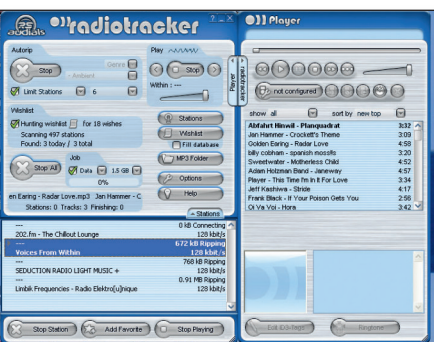 RS
audials
radiotracker
? _ X
Autorip
Stop
Genre
- Ambient
Limit Stations
6
Play
Stop
Within : ---
Player
radiotracker
Wishlist
Hunting wishlist
for 18 wishes
Scanning 497 stations
Found: 3 today / 3 total
Stations
Wishlist
Fill database
MP3 Folder
Options
Help
Job
Stop All
Data
1.5 GB
0%
en Earing - Radar Love.mp3 Jan Hammer - C
Stations: 0 Tracks: 3 Finishing: 0
Stations
--- 0 kB Connecting
202.fm - The Chillout Lounge 128 kbit/s
--- 672 kB Ripping
Voices From Within 128 kbit/s
--- 768 kB Ripping
SEDUCTION RADIO LIGHT MUSIC + 128 kbit/s
--- 0.91 MB Ripping
Limbik Frequencies - Radio Elektro[u]nique 128 kbit/s
Stop Station
Add Favorite
Stop Playing
Player
not configured
show all
sort by new top
Abfahrt Hinwil - Planquadrat 3:32
Jan Hammer - Crockett's Theme 3:09
Golden Earing - Radar Love 4:58
billy cobham - spanish moss#s 3:20
Sweetwater - Motherless Child 4:52
Adam Holzman Band - Janeway 4:57
Player - This Time I'm In It For Love 3:34
Jeff Kashiwa - Stride 4:17
Frank Black - If Your Poison Gets You 2:56
Oi Va Voi - Hora 3:42
Edit ID3-Tags
Ringtone